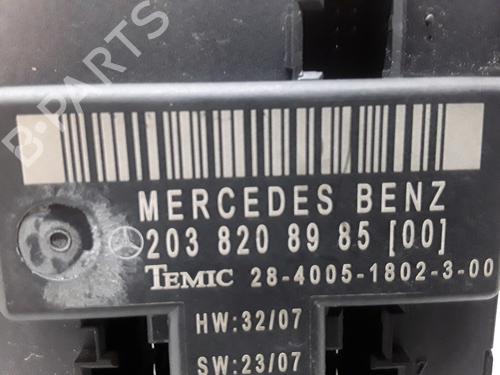 B-PARTS
MERCEDES BENZ
203 820 89 85 [00]
TEMIC 28-4005-1802-3-00
HW:32/07
SW:23/07